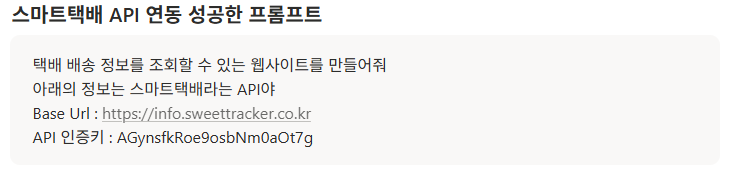 스마트택배 API 연동 성공한 프롬프트
택배 배송 정보를 조회할 수 있는 웹사이트를 만들어줘
아래의 정보는 스마트택배라는 API야
Base Url : https://info.sweettracker.co.kr
API 인증키 : AGynsfkRoe9osbNm0aOt7g